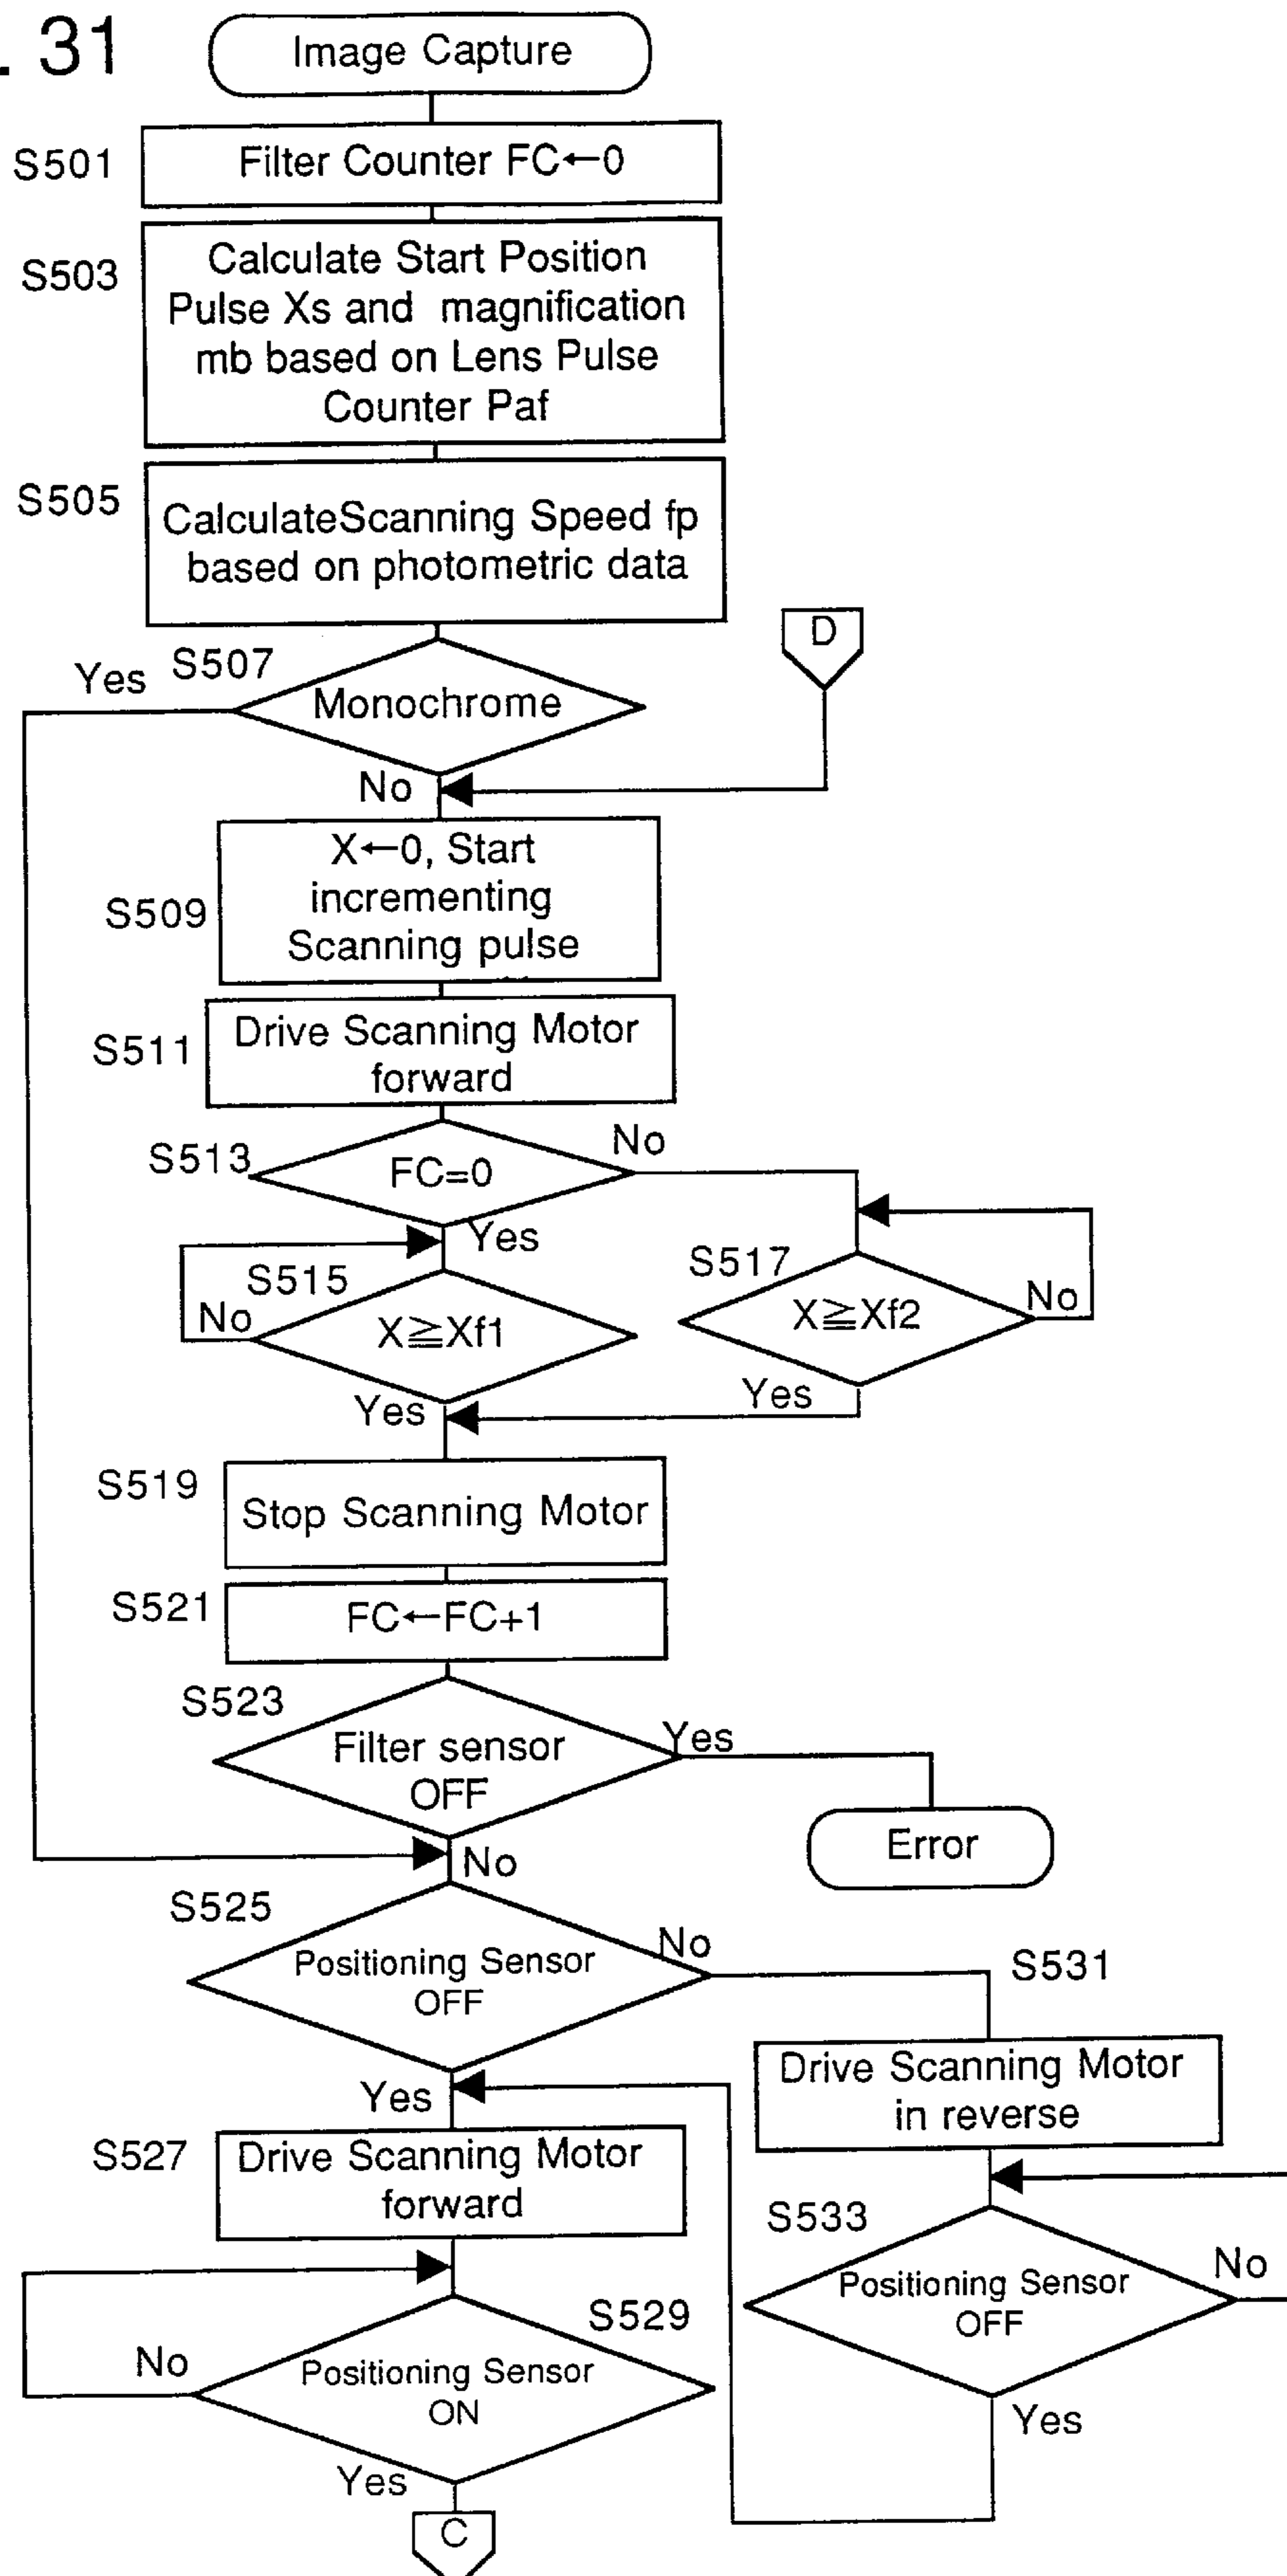 . 31
Image Capture
S501
Filter Counter FC←0
S503
Calculate Start Position
Pulse Xs and magnification
mb based on Lens Pulse
Counter Paf
S505
CalculateScanning Speed fp
based on photometric data
D
Yes
S507
Monochrome
No
S509
X←0, Start
incrementing
Scanning pulse
S511
Drive Scanning Motor
forward
S513
FC=0
No
Yes
S515
No
X≧Xf1
Yes
S517
X≧Xf2
No
Yes
S519
Stop Scanning Motor
S521
FC←FC+1
S523
Filter sensor
OFF
Yes
Error
No
S525
Positioning Sensor
OFF
No
S531
Drive Scanning Motor
in reverse
Yes
S527
Drive Scanning Motor
forward
S533
Positioning Sensor
OFF
No
Yes
S529
No
Positioning Sensor
ON
Yes
C